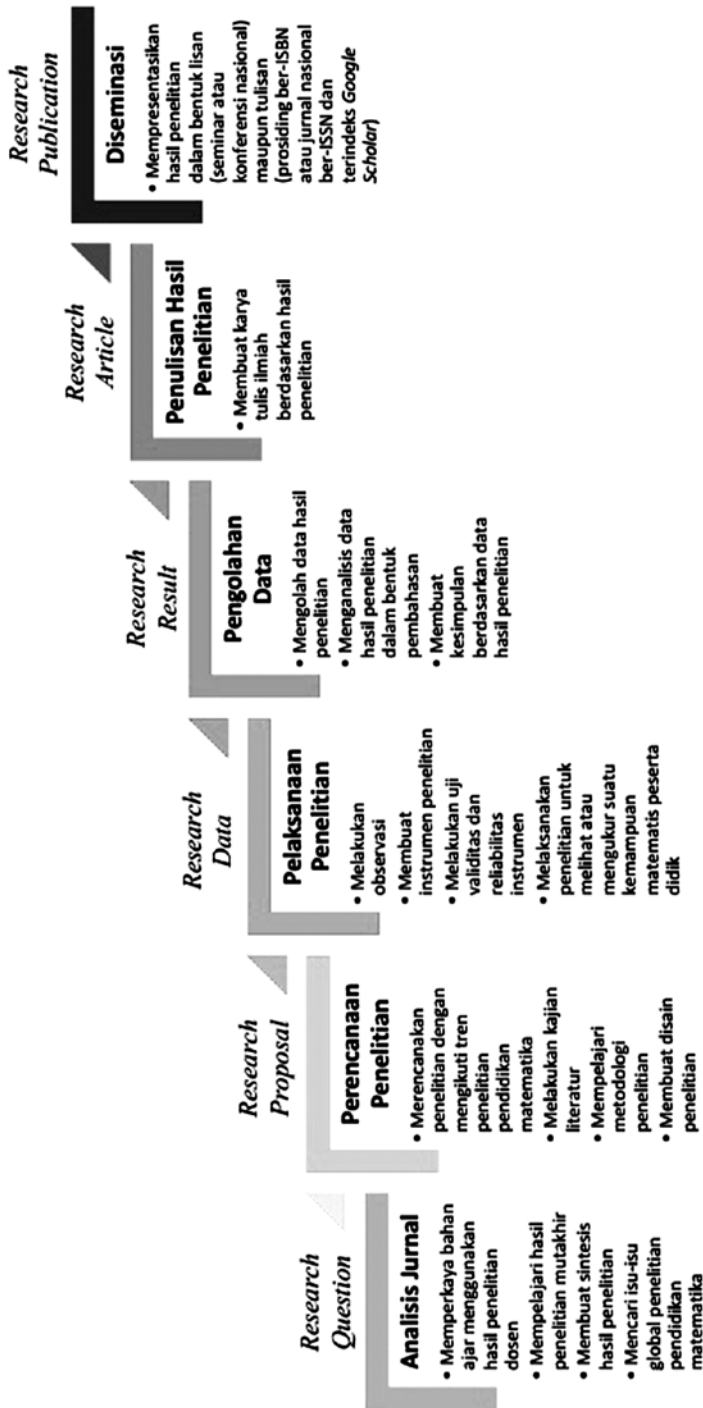 Research
Question
Analisis Jurnal
• Memperkaya bahan
ajar menggunakan
hasil penelitian
dosen
• Mempelajari hasil
penelitian mutakhir
• Membuat sintesis
hasil penelitian
• Mencari isu-isu
global penelitian
pendidikan
matematika
Research
Proposal
Perencanaan
Penelitian
• Merencanakan
penelitian dengan
mengikuti tren
penelitian
pendidikan
matematika
• Melakukan kajian
literatur
• Mempelajari
metodologi
penelitian
• Membuat disain
penelitian
Research
Data
Pelaksanaan
Penelitian
• Melakukan
observasi
• Membuat
instrumen penelitian
• Melakukan uji
validitas dan
reliabilitas
instrumen
• Melaksanakan
penelitian untuk
melihat atau
mengukur suatu
kemampuan
matematis peserta
didik
Research
Result
Pengolahan
Data
• Mengolah data hasil
penelitian
• Menganalisis data
hasil penelitian
dalam bentuk
pembahasan
• Membuat
kesimpulan
berdasarkan data
hasil penelitian
Research
Article
Penulisan Hasil
Penelitian
• Membuat karya
tulis ilmiah
berdasarkan hasil
penelitian
Research
Publication
Diseminasi
• Mempresentasikan
hasil penelitian
dalam bentuk lisan
(seminar atau
konferensi nasional)
maupun tulisan
(prosiding ber-ISBN
atau jurnal nasional
ber-ISSN dan
terindeks Google
Scholar)